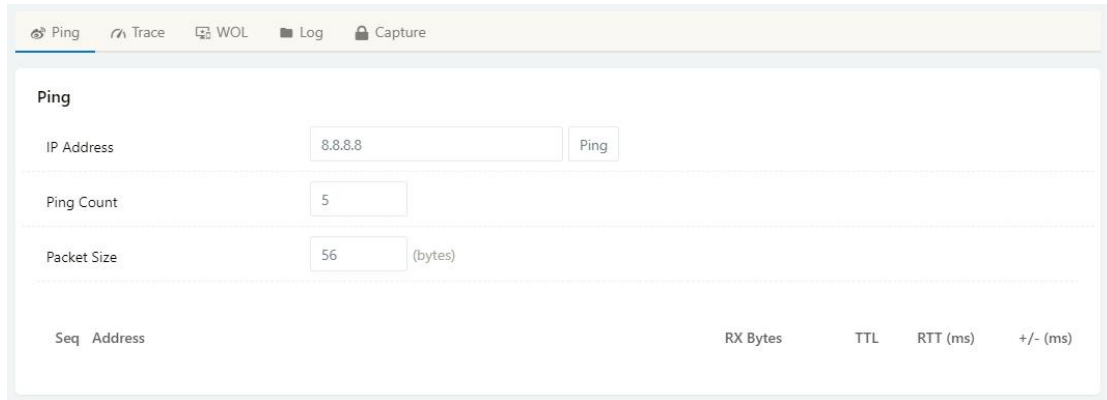 Ping Trace WOL Log Capture
Ping
IP Address 8.8.8.8 Ping
Ping Count 5
Packet Size 56 (bytes)
Seq Address RX Bytes TTL RTT (ms) +/- (ms)